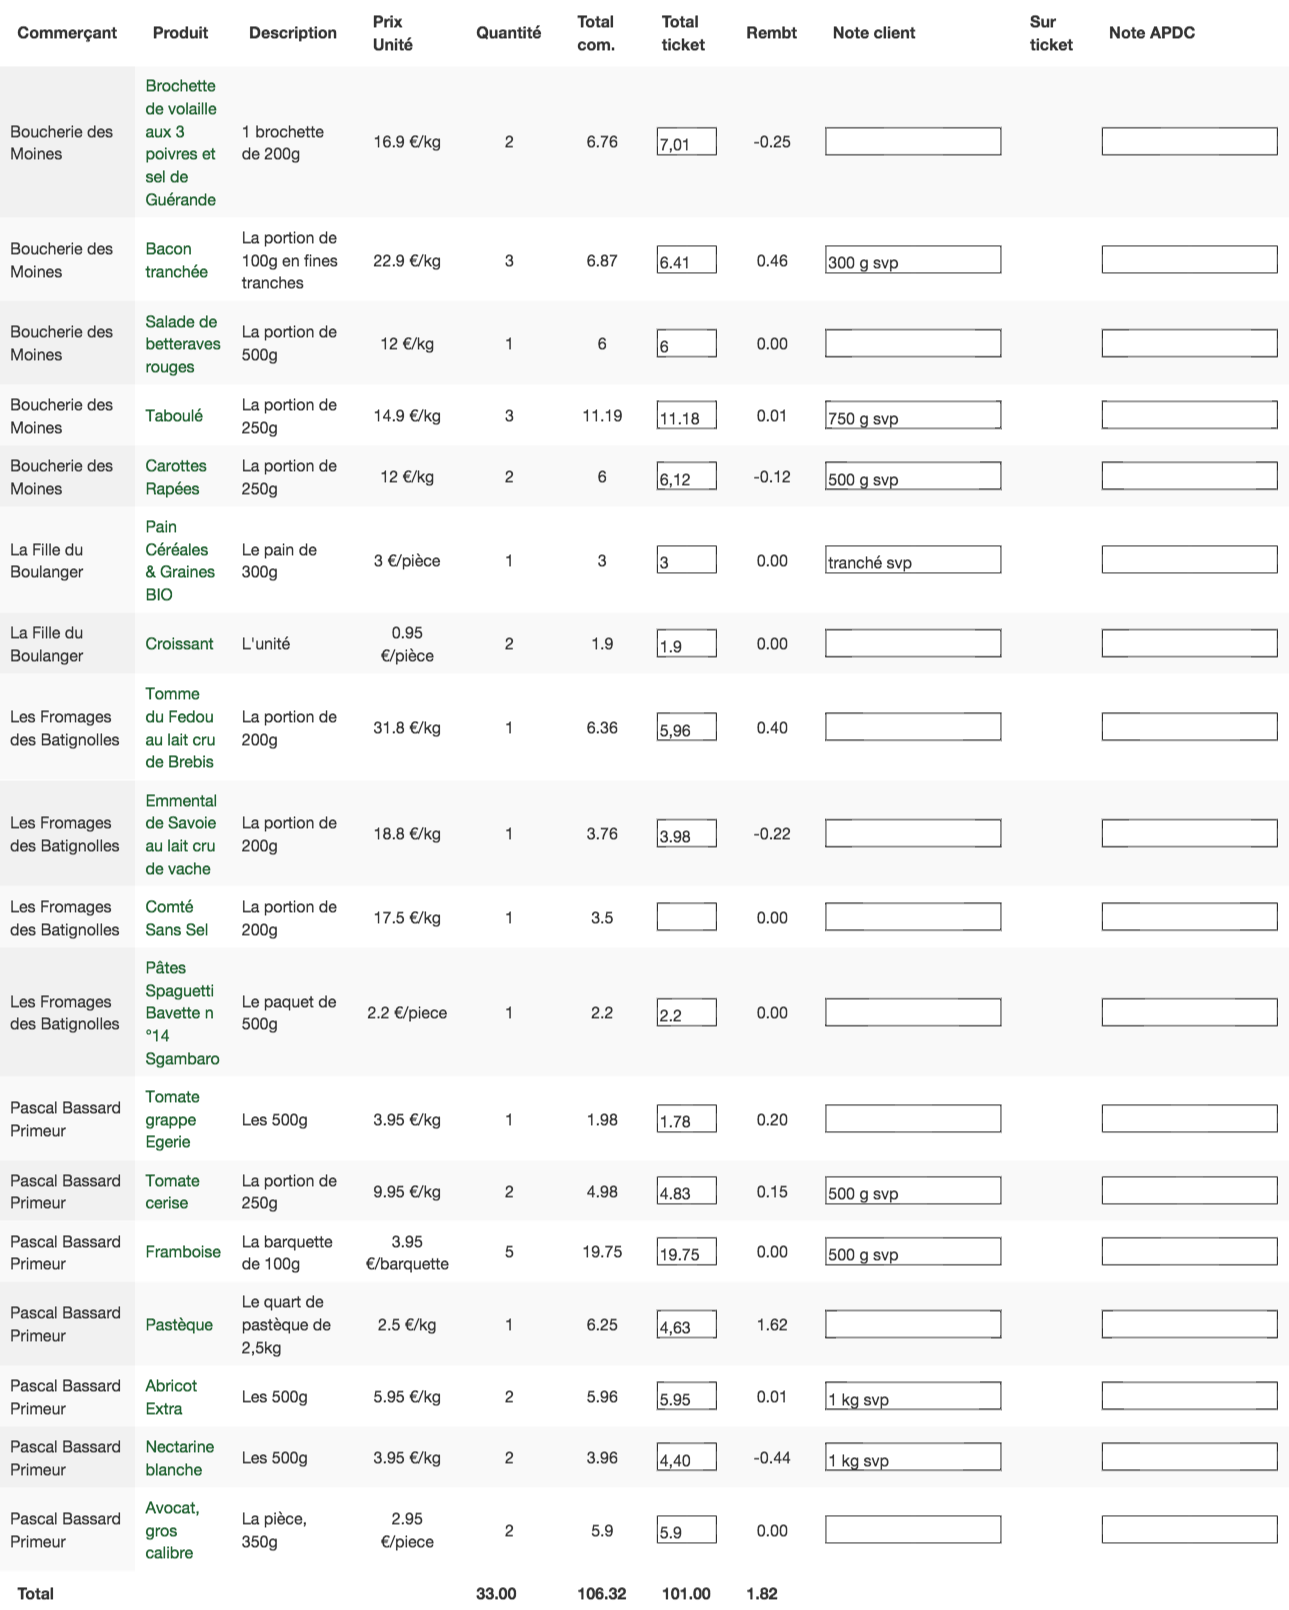 Commerçant Produit Description Prix Unité Quantité Total com. Total ticket Rembt Note client Sur ticket Note APDC
Boucherie des Moines Brochette de volaille aux 3 poivres et sel de Guérande 1 brochette de 200g 16.9 €/kg 2 6.76 7,01 -0.25
Boucherie des Moines Bacon tranchée La portion de 100g en fines tranches 22.9 €/kg 3 6.87 6.41 0.46 300 g svp
Boucherie des Moines Salade de betteraves rouges La portion de 500g 12 €/kg 1 6 6 0.00
Boucherie des Moines Taboulé La portion de 250g 14.9 €/kg 3 11.19 11.18 0.01 750 g svp
Boucherie des Moines Carottes Rapées La portion de 250g 12 €/kg 2 6 6,12 -0.12 500 g svp
La Fille du Boulanger Pain Céréales & Graines BIO Le pain de 300g 3 €/pièce 1 3 3 0.00 tranché svp
La Fille du Boulanger Croissant L'unité 0.95 €/pièce 2 1.9 1.9 0.00
Les Fromages des Batignolles Tomme du Fedou au lait cru de Brebis La portion de 200g 31.8 €/kg 1 6.36 5,96 0.40
Les Fromages des Batignolles Emmental de Savoie au lait cru de vache La portion de 200g 18.8 €/kg 1 3.76 3.98 -0.22
Les Fromages des Batignolles Comté Sans Sel La portion de 200g 17.5 €/kg 1 3.5 0.00
Les Fromages des Batignolles Pâtes Spaguetti Bavette n °14 Sgambaro Le paquet de 500g 2.2 €/piece 1 2.2 2.2 0.00
Pascal Bassard Primeur Tomate grappe Egerie Les 500g 3.95 €/kg 1 1.98 1.78 0.20
Pascal Bassard Primeur Tomate cerise La portion de 250g 9.95 €/kg 2 4.98 4.83 0.15 500 g svp
Pascal Bassard Primeur Framboise La barquette de 100g 3.95 €/barquette 5 19.75 19.75 0.00 500 g svp
Pascal Bassard Primeur Pastèque Le quart de pastèque de 2,5kg 2.5 €/kg 1 6.25 4,63 1.62
Pascal Bassard Primeur Abricot Extra Les 500g 5.95 €/kg 2 5.96 5.95 0.01 1 kg svp
Pascal Bassard Primeur Nectarine blanche Les 500g 3.95 €/kg 2 3.96 4,40 -0.44 1 kg svp
Pascal Bassard Primeur Avocat, gros calibre La pièce, 350g 2.95 €/piece 2 5.9 5.9 0.00
Total 33.00 106.32 101.00 1.82